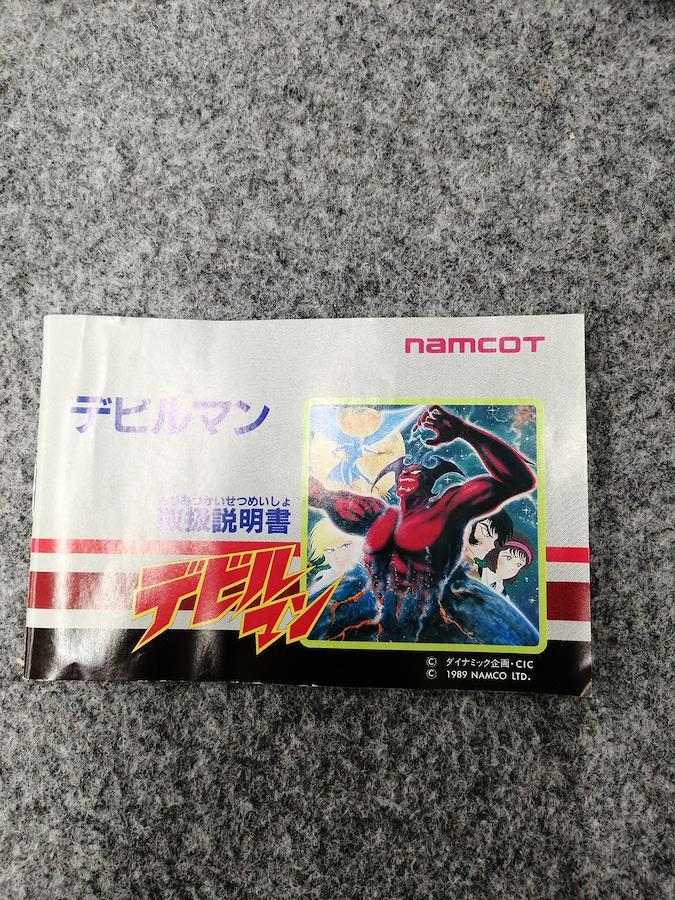 namcoT
デビルマン
とりあつかいせつめいしょ
取扱説明書
デビル
マン
© ダイナミック企画・CIC
© 1989 NAMCO LTD.